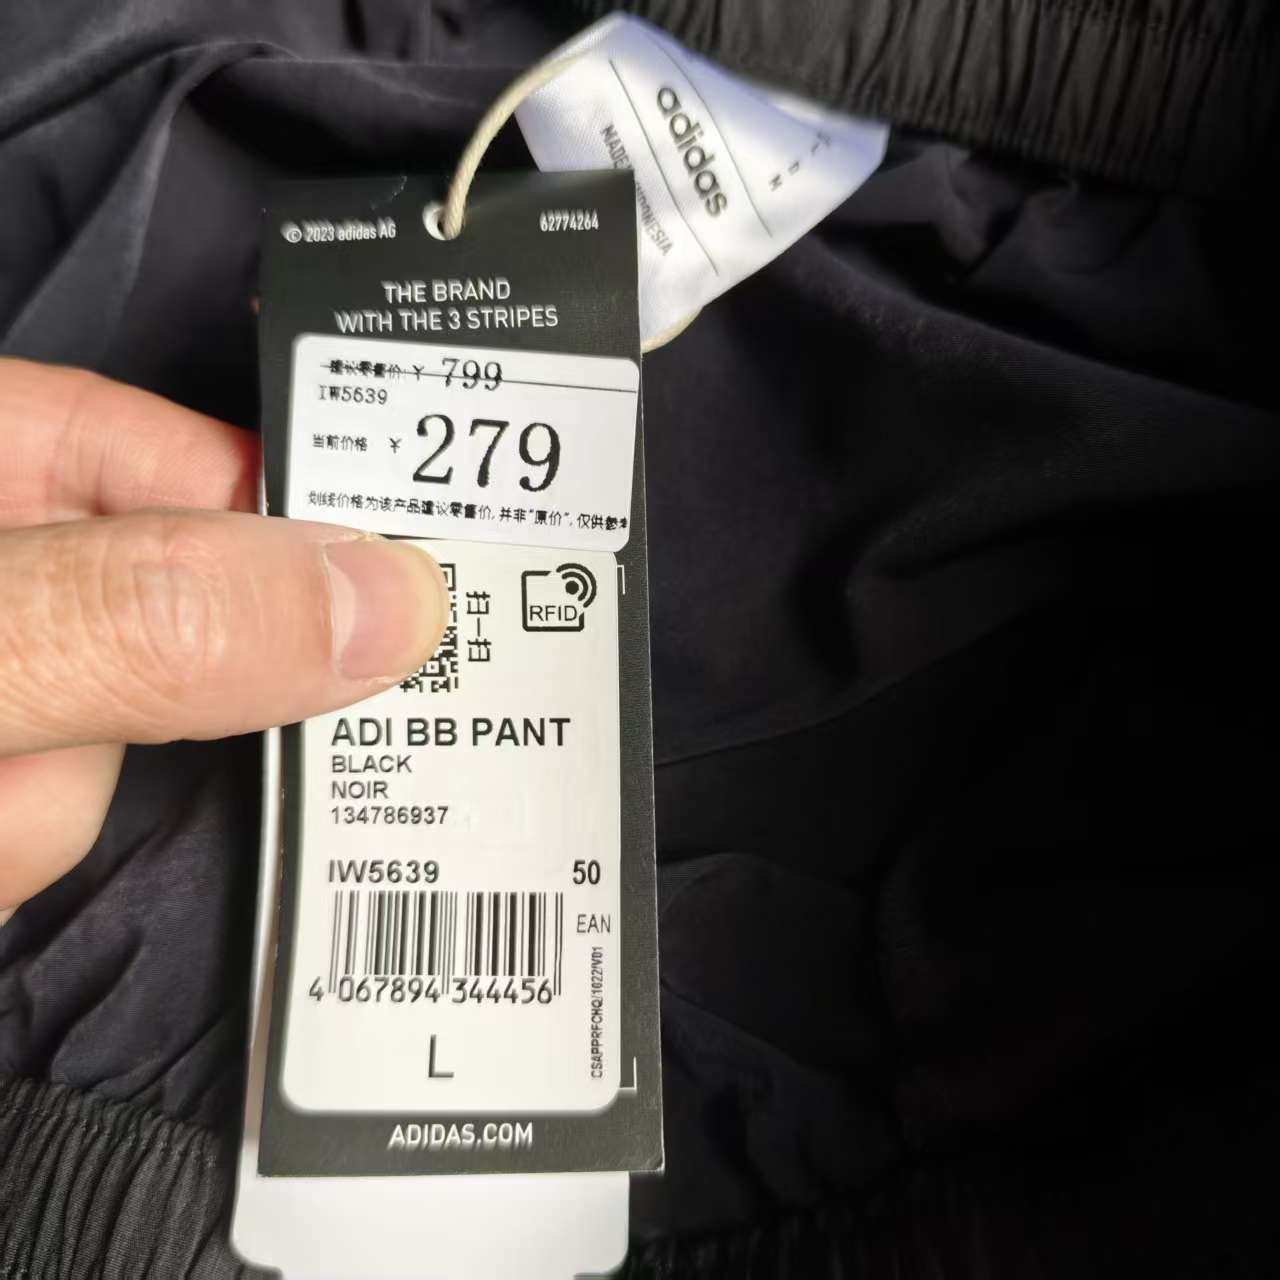 adidas
MADE
INDONESIA
L
M
© 2023 adidas AG
62774264
THE BRAND
WITH THE 3 STRIPES
建议零售价: ¥ 799
IW5639
当前价格 ¥ 279
划线价格为该产品建议零售价, 并非"原价", 仅供参考
扫一扫
RFID
ADI BB PANT
BLACK
NOIR
134786937
IW5639 50
EAN
4 067894 344456
CSAPPRFCHQ/1022/V01
L
ADIDAS.COM